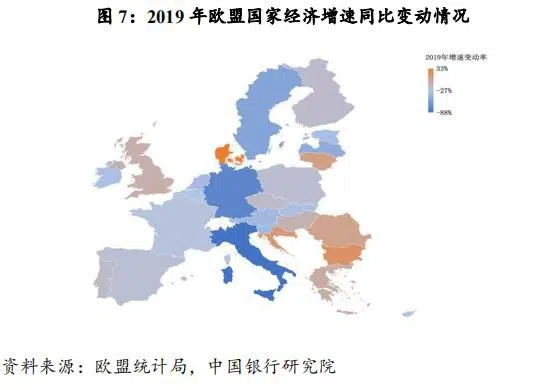 图 7：2019 年欧盟国家经济增速同比变动情况
2019年增速变动率
33%
-27%
-88%
资料来源：欧盟统计局，中国银行研究院